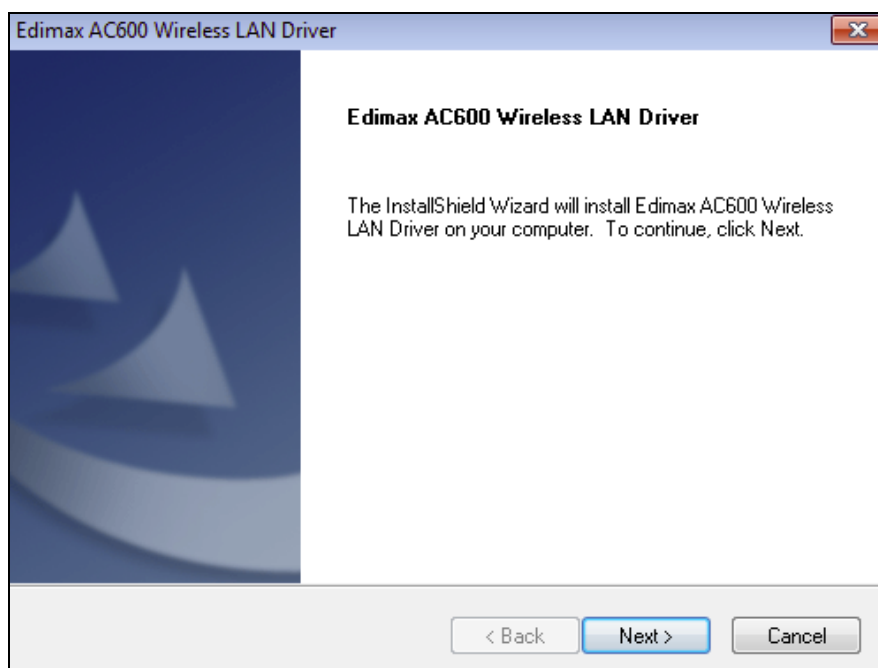 Edimax AC600 Wireless LAN Driver
Edimax AC600 Wireless LAN Driver
The InstallShield Wizard will install Edimax AC600 Wireless
LAN Driver on your computer.  To continue, click Next.
< Back Next > Cancel